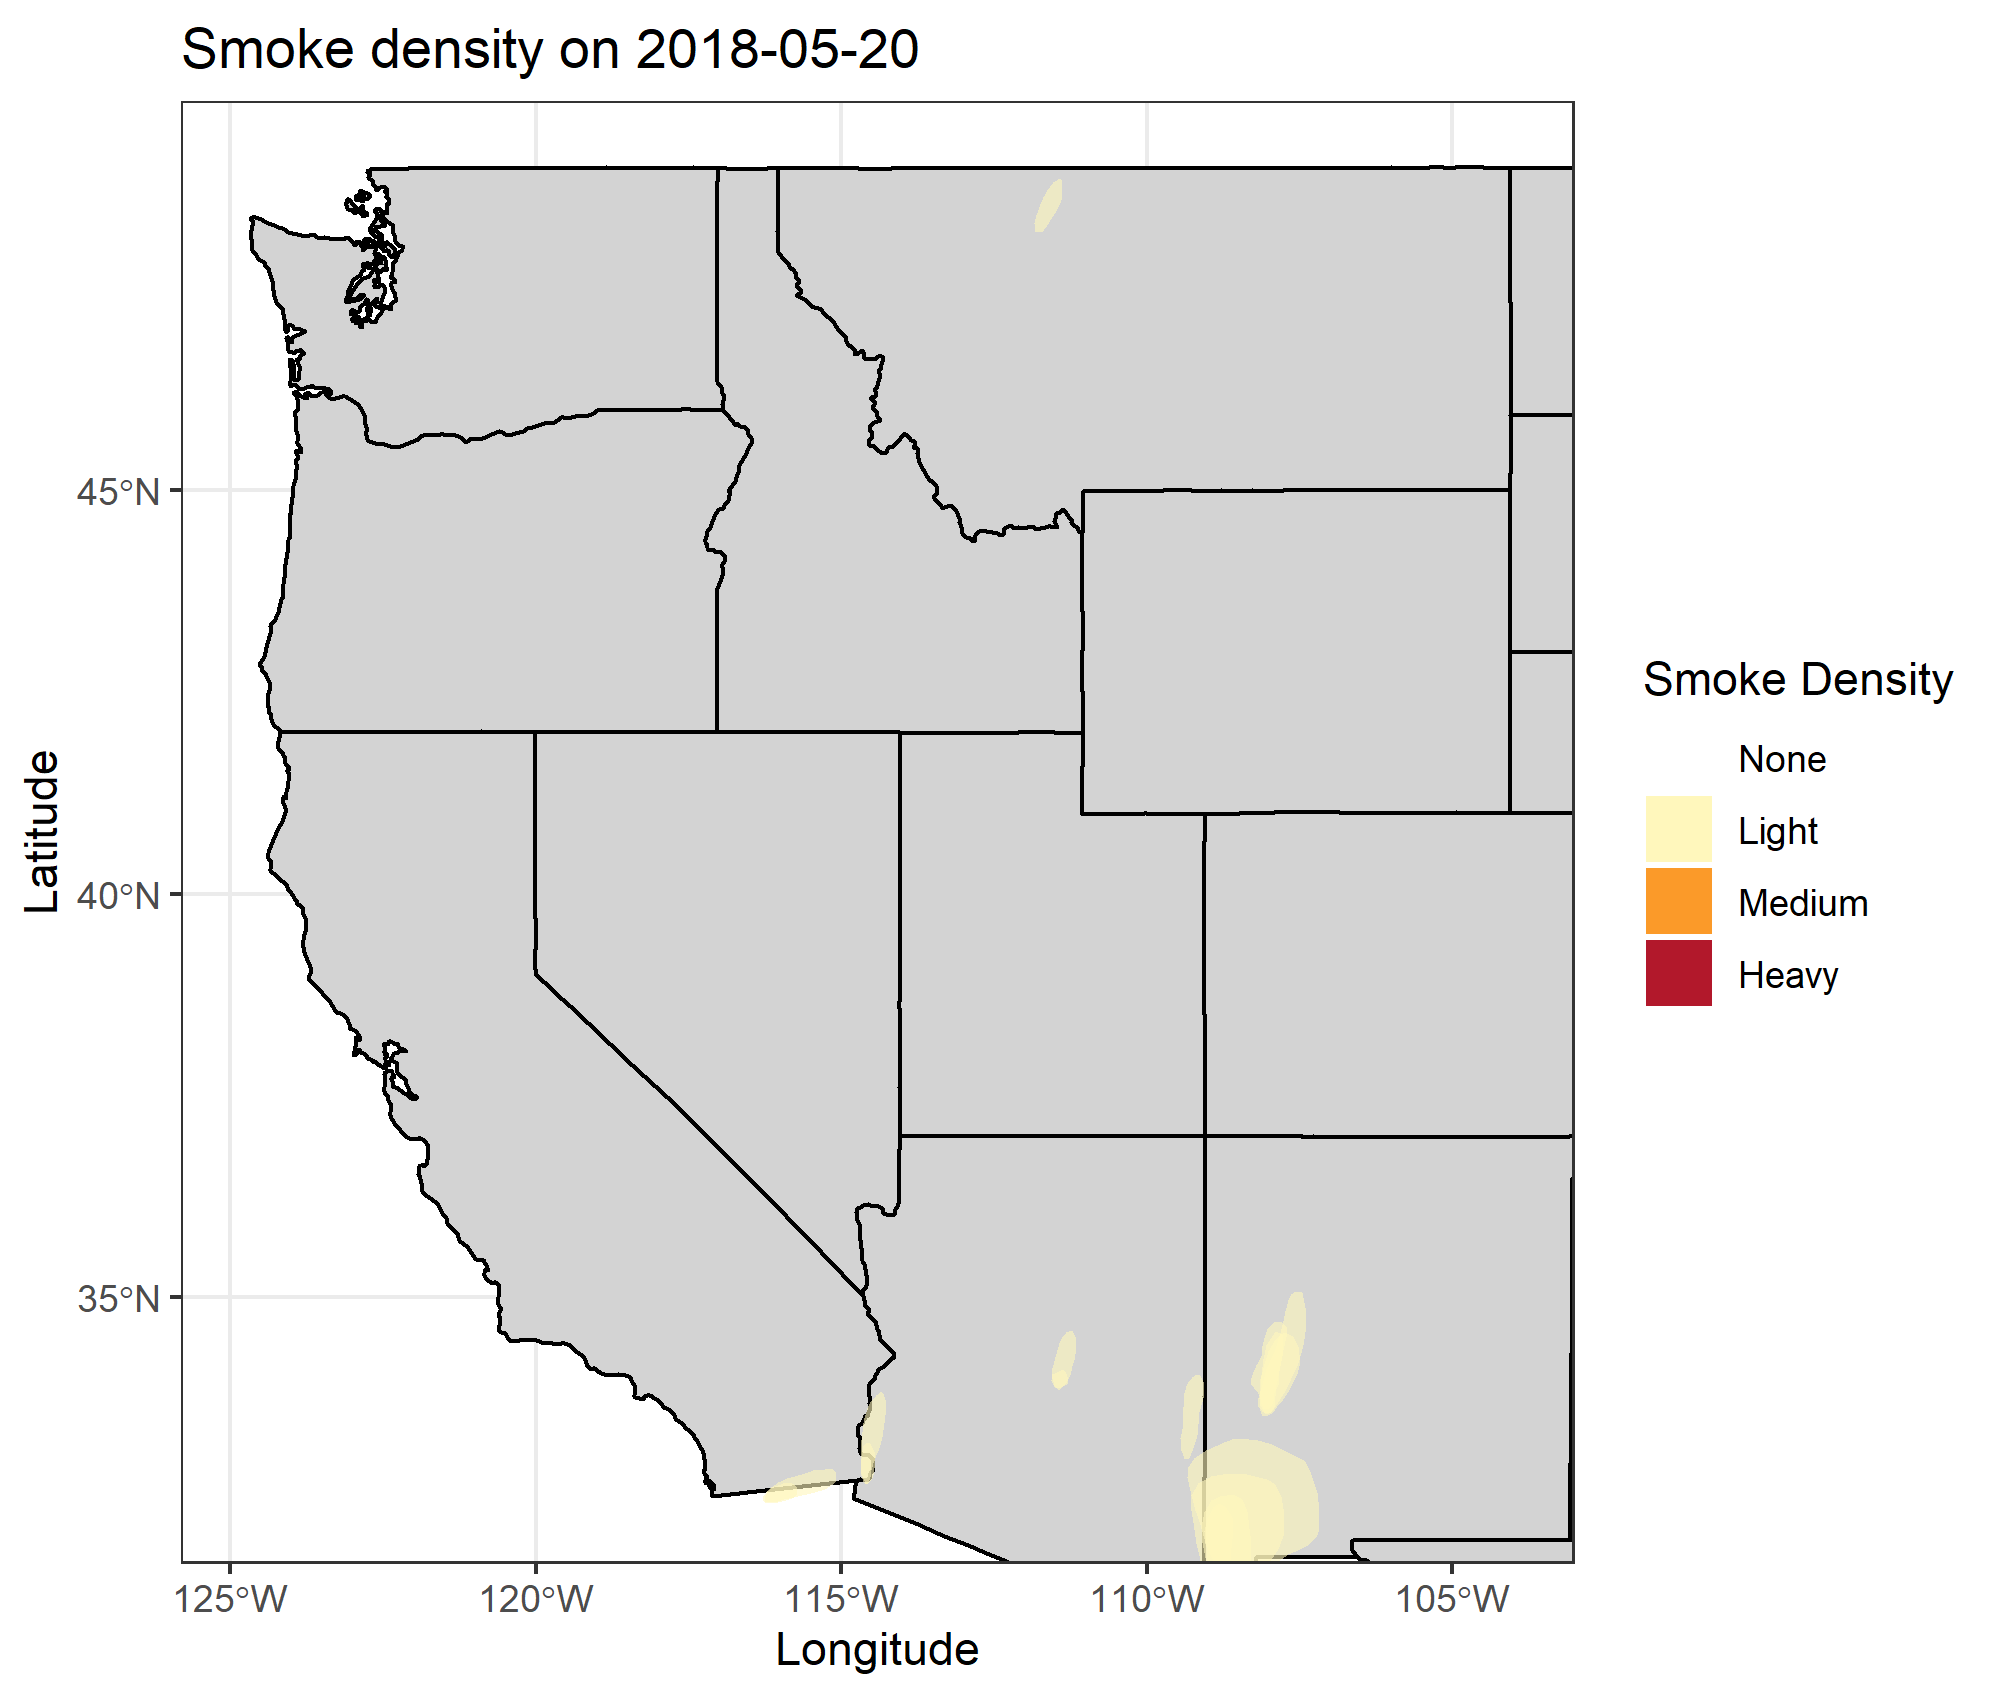 Smoke density on 2018-05-20
45°N
40°N
35°N
125°W
120°W
115°W
110°W
105°W
Longitude
Latitude
Smoke Density
None
Light
Medium
Heavy